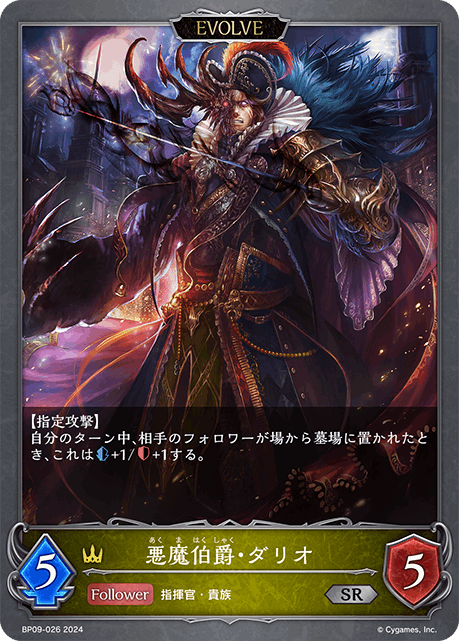 EVOLVE
【指定攻撃】
自分のターン中、相手のフォロワーが場から墓場に置かれたと
き、これは+1/+1する。
あくまはくしゃく
悪魔伯爵・ダリオ
5
Follower 指揮官・貴族
SR
5
BP09-026 2024
© Cygames, Inc.